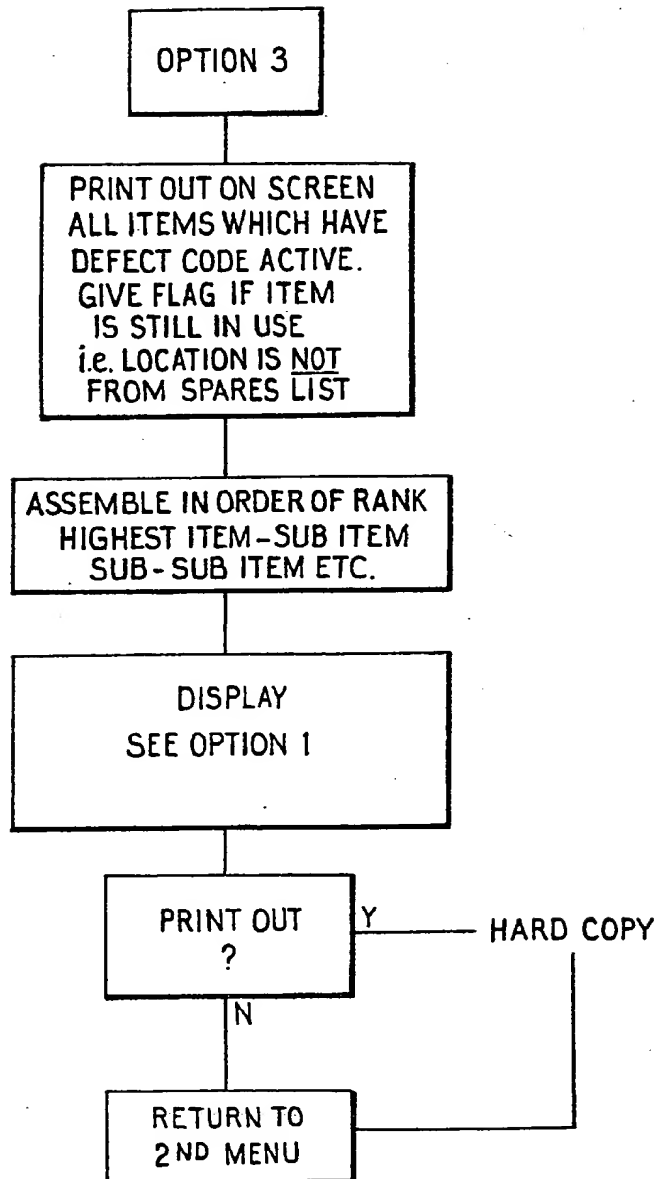 OPTION 3
PRINT OUT ON SCREEN
ALL ITEMS WHICH HAVE
DEFECT CODE ACTIVE.
GIVE FLAG IF ITEM
IS STILL IN USE
i.e. LOCATION IS NOT
FROM SPARES LIST
ASSEMBLE IN ORDER OF RANK
HIGHEST ITEM-SUB ITEM
SUB-SUB ITEM ETC.
DISPLAY
SEE OPTION 1
PRINT OUT
?
Y
HARD COPY
N
RETURN TO
2ND MENU